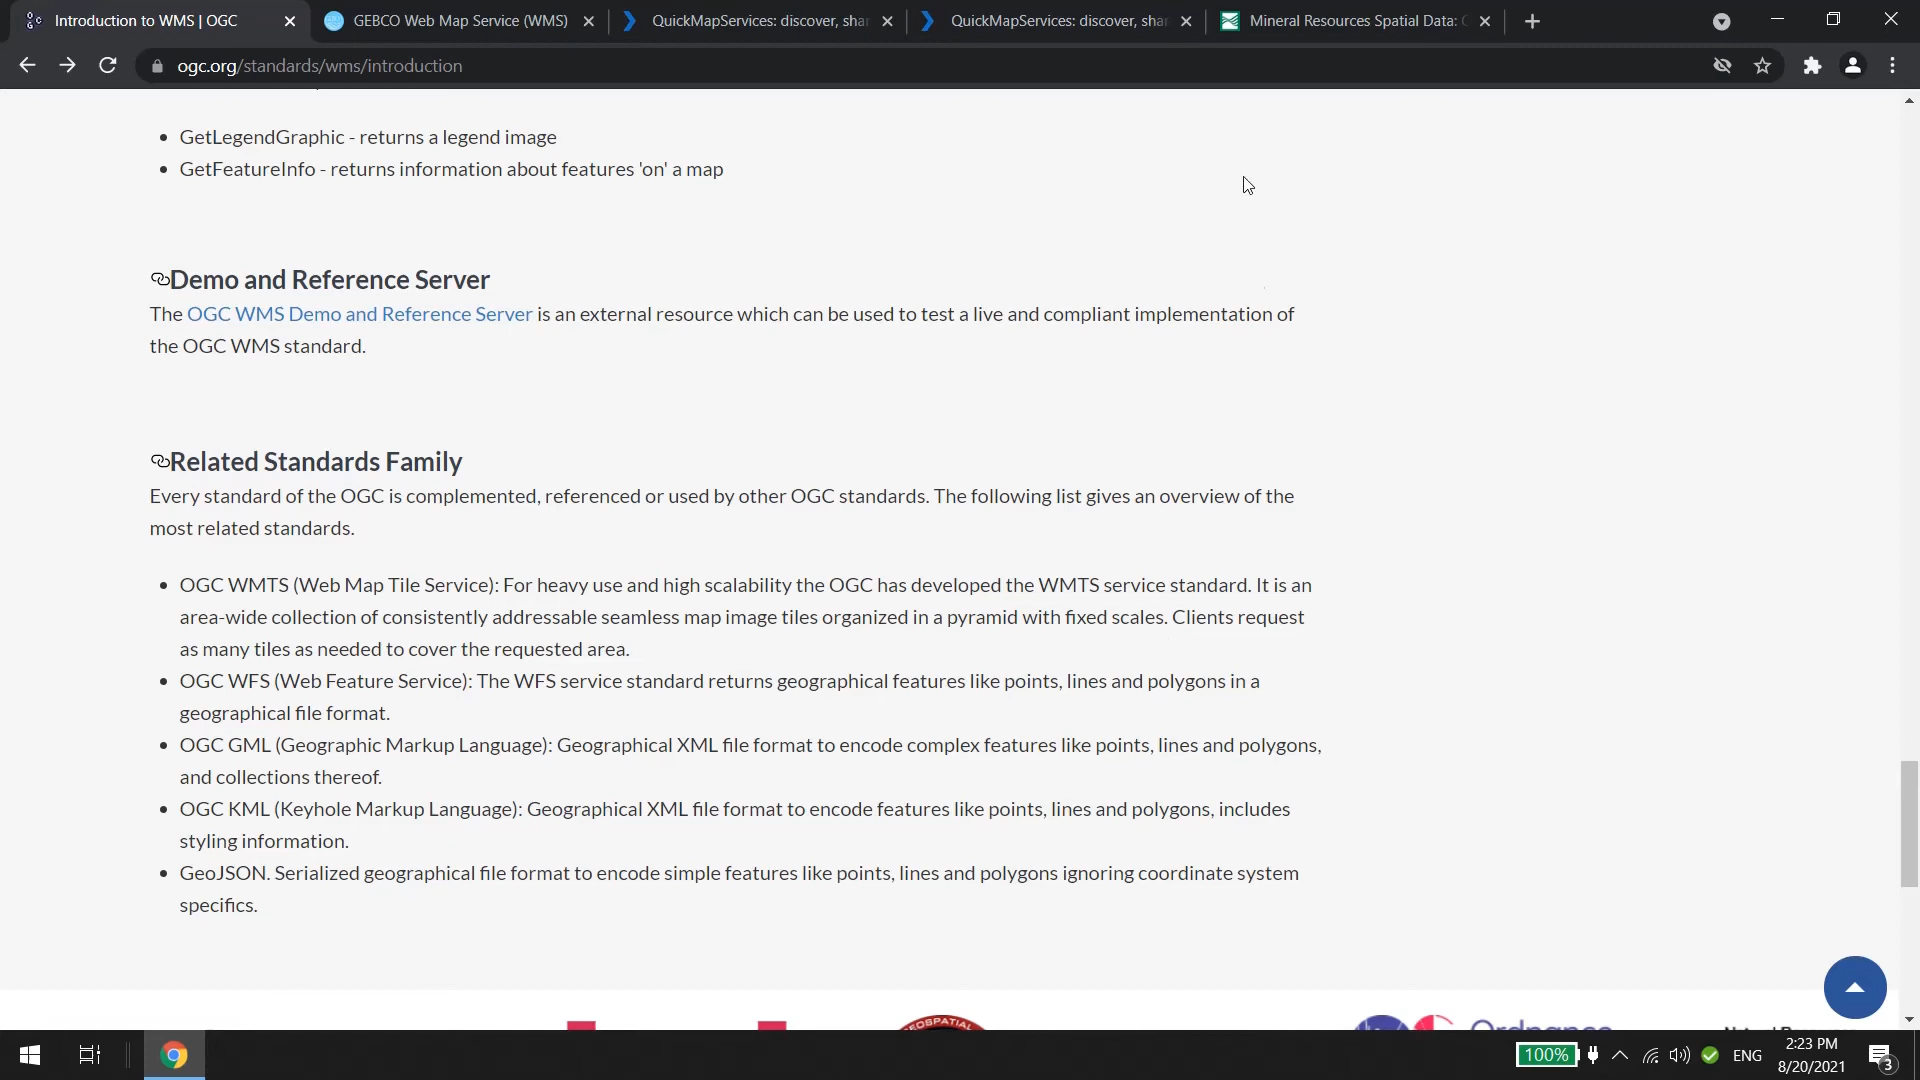 Introduction to WMS | OGC
GEBCO Web Map Service (WMS)
QuickMapServices: discover, sha
QuickMapServices: discover, sha
Mineral Resources Spatial Data:
ogc.org/standards/wms/introduction
GetLegendGraphic - returns a legend image
GetFeatureInfo - returns information about features 'on' a map
Demo and Reference Server
The OGC WMS Demo and Reference Server is an external resource which can be used to test a live and compliant implementation of
the OGC WMS standard.
Related Standards Family
Every standard of the OGC is complemented, referenced or used by other OGC standards. The following list gives an overview of the
most related standards.
OGC WMTS (Web Map Tile Service): For heavy use and high scalability the OGC has developed the WMTS service standard. It is an
area-wide collection of consistently addressable seamless map image tiles organized in a pyramid with fixed scales. Clients request
as many tiles as needed to cover the requested area.
OGC WFS (Web Feature Service): The WFS service standard returns geographical features like points, lines and polygons in a
geographical file format.
OGC GML (Geographic Markup Language): Geographical XML file format to encode complex features like points, lines and polygons,
and collections thereof.
OGC KML (Keyhole Markup Language): Geographical XML file format to encode features like points, lines and polygons, includes
styling information.
GeoJSON. Serialized geographical file format to encode simple features like points, lines and polygons ignoring coordinate system
specifics.
GEOSPATIAL
Ordnance
100%
ENG
2:23 PM
8/20/2021
3